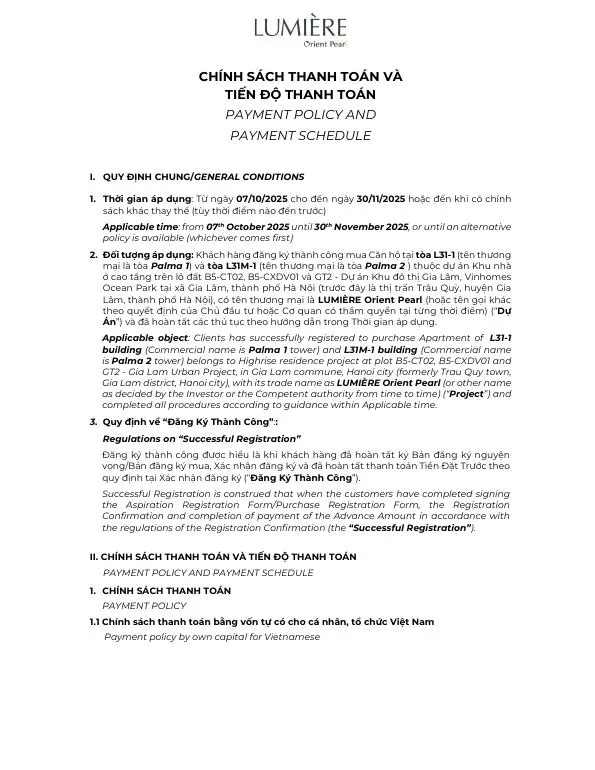 LUMIÈRE
Orient Pearl
CHÍNH SÁCH THANH TOÁN VÀ
TIẾN ĐỘ THANH TOÁN
PAYMENT POLICY AND
PAYMENT SCHEDULE
I. QUY ĐỊNH CHUNG/GENERAL CONDITIONS
1. Thời gian áp dụng: Từ ngày 07/10/2025 cho đến ngày 30/11/2025 hoặc đến khi có chính
sách khác thay thế (tùy thời điểm nào đến trước)
Applicable time: from 07th October 2025 until 30th November 2025, or until an alternative
policy is available (whichever comes first)
2. Đối tượng áp dụng: Khách hàng đăng ký thành công mua Căn hộ tại tòa L31-1 (tên thương
mại là tòa Palma 1) và tòa L31M-1 (tên thương mại là tòa Palma 2 ) thuộc dự án Khu nhà
ở cao tầng trên lô đất B5-CT02, B5-CXDV01 và GT2 - Dự án Khu đô thị Gia Lâm, Vinhomes
Ocean Park tại xã Gia Lâm, thành phố Hà Nội (trước đây là thị trấn Trâu Quỳ, huyện Gia
Lâm, thành phố Hà Nội), có tên thương mại là LUMIÈRE Orient Pearl (hoặc tên gọi khác
theo quyết định của Chủ đầu tư hoặc Cơ quan có thẩm quyền tại từng thời điểm) (“Dự
Án”) và đã hoàn tất các thủ tục theo hướng dẫn trong Thời gian áp dụng.
Applicable object: Clients has successfully registered to purchase Apartment of L31-1
building (Commercial name is Palma 1 tower) and L31M-1 building (Commercial name
is Palma 2 tower) belongs to Highrise residence project at plot B5-CT02, B5-CXDV01 and
GT2 - Gia Lam Urban Project, in Gia Lam commune, Hanoi city (formerly Trau Quy town,
Gia Lam district, Hanoi city), with its trade name as LUMIÈRE Orient Pearl (or other name
as decided by the Investor or the Competent authority from time to time) (“Project”) and
completed all procedures according to guidance within Applicable time.
3. Quy định về “Đăng Ký Thành Công”:
Regulations on “Successful Registration”
Đăng ký thành công được hiểu là khi khách hàng đã hoàn tất ký Bản đăng ký nguyện
vọng/Bản đăng ký mua, Xác nhận đăng ký và đã hoàn tất thanh toán Tiền Đặt Trước theo
quy định tại Xác nhận đăng ký (“Đăng Ký Thành Công”).
Successful Registration is construed that when the customers have completed signing
the Aspiration Registration Form/Purchase Registration Form, the Registration
Confirmation and completion of payment of the Advance Amount in accordance with
the regulations of the Registration Confirmation (the “Successful Registration”).
II. CHÍNH SÁCH THANH TOÁN VÀ TIẾN ĐỘ THANH TOÁN
PAYMENT POLICY AND PAYMENT SCHEDULE
1. CHÍNH SÁCH THANH TOÁN
PAYMENT POLICY
1.1 Chính sách thanh toán bằng vốn tự có cho cá nhân, tổ chức Việt Nam
Payment policy by own capital for Vietnamese